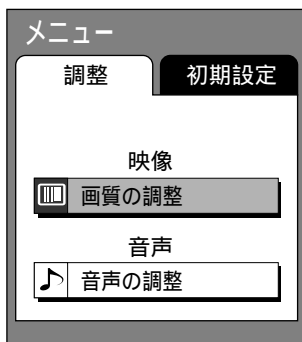 メニュー
調整 初期設定
映像
画質の調整
音声
音声の調整